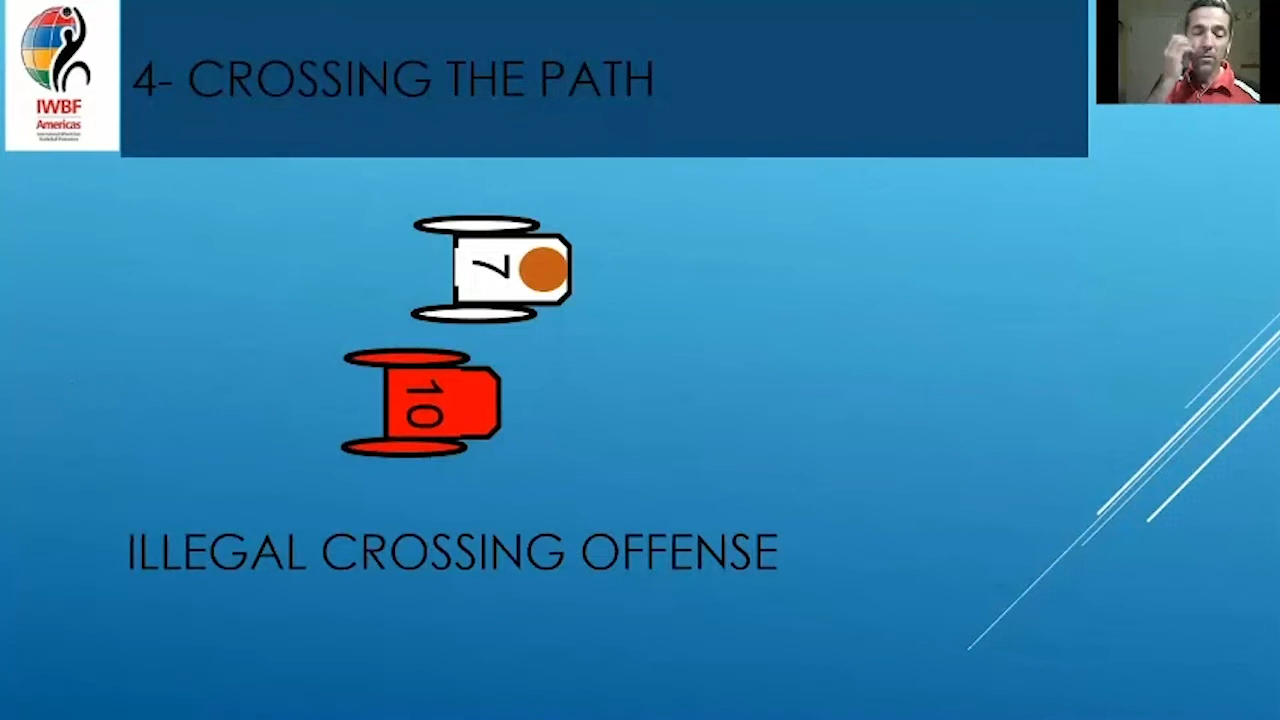 4- CROSSING THE PATH
IWBF
Americas
7
10
ILLEGAL CROSSING OFFENSE